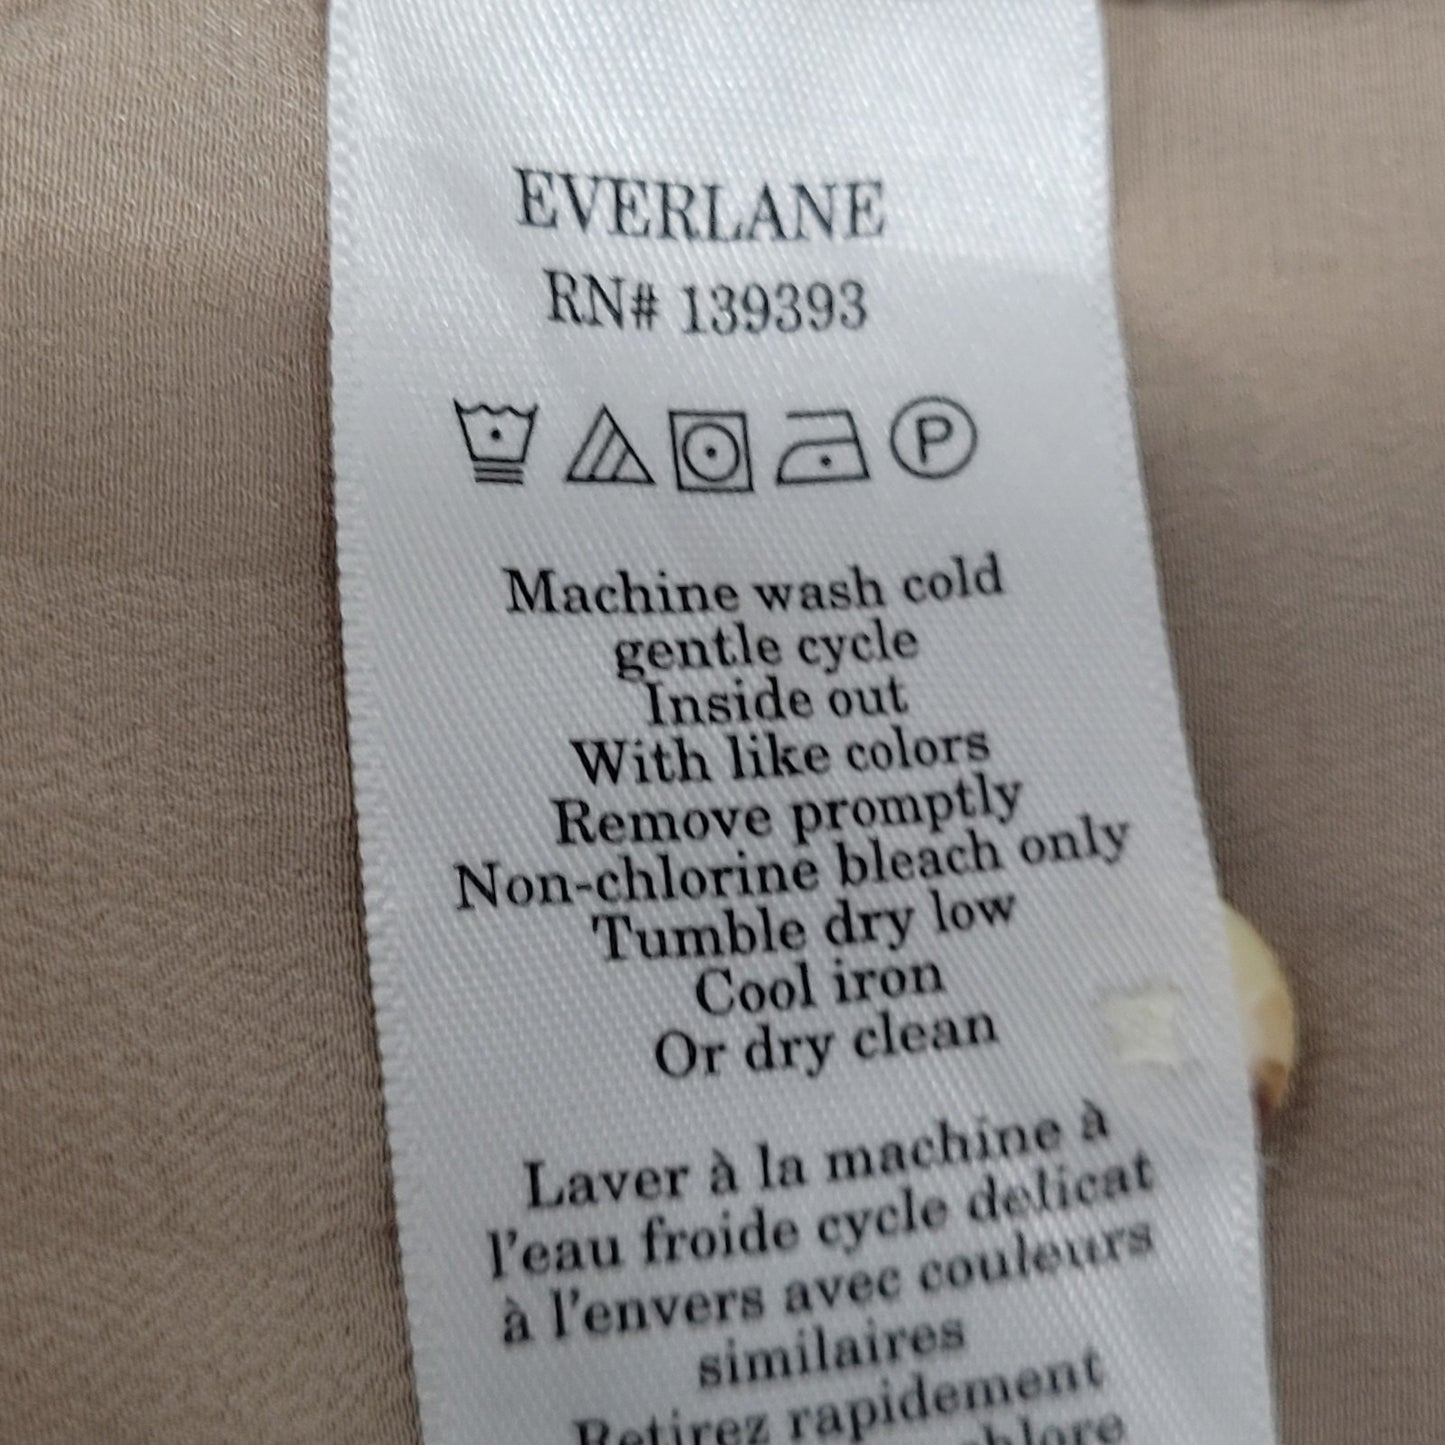 EVERLANE
RN# 139393
P
Machine wash cold
gentle cycle
Inside out
With like colors
Remove promptly
Non-chlorine bleach only
Tumble dry low
Cool iron
Or dry clean
Laver à la machine à
l'eau froide cycle delicat
à l'envers avec couleurs
similaires
Retirez rapidement
chlore